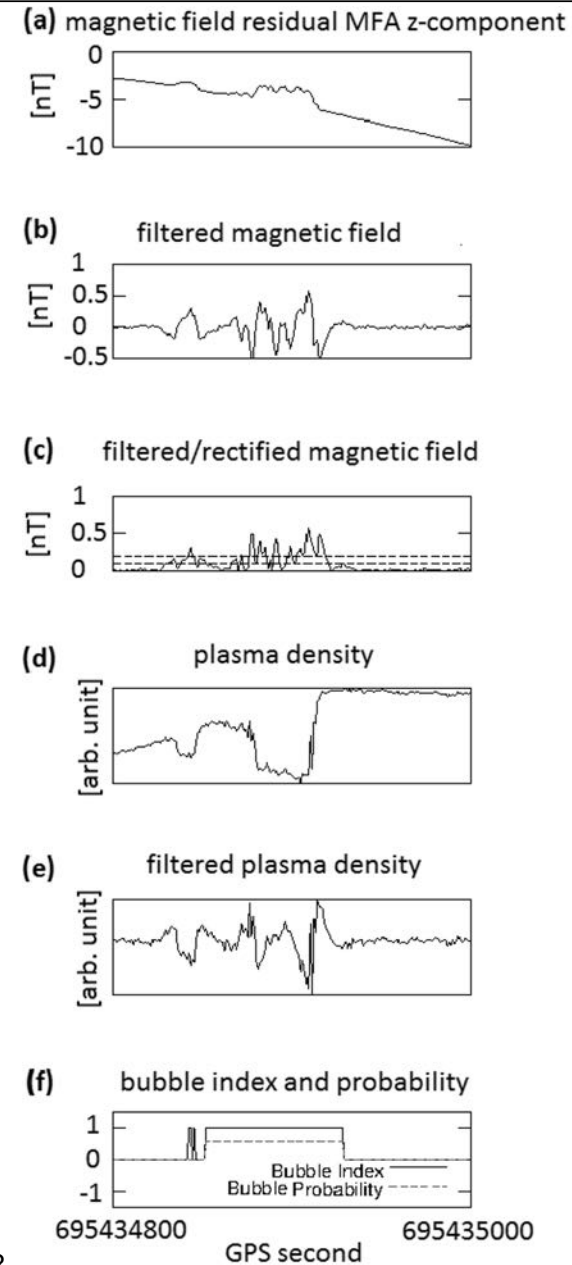 (a) magnetic field residual MFA z-component
0
-5
-10
[nT]
(b) filtered magnetic field
1
0.5
0
-0.5
[nT]
(c) filtered/rectified magnetic field
1
0.5
0
[nT]
(d) plasma density
[arb. unit]
(e) filtered plasma density
[arb. unit]
(f) bubble index and probability
1
0
-1
Bubble Index
Bubble Probability
695434800 695435000
GPS second